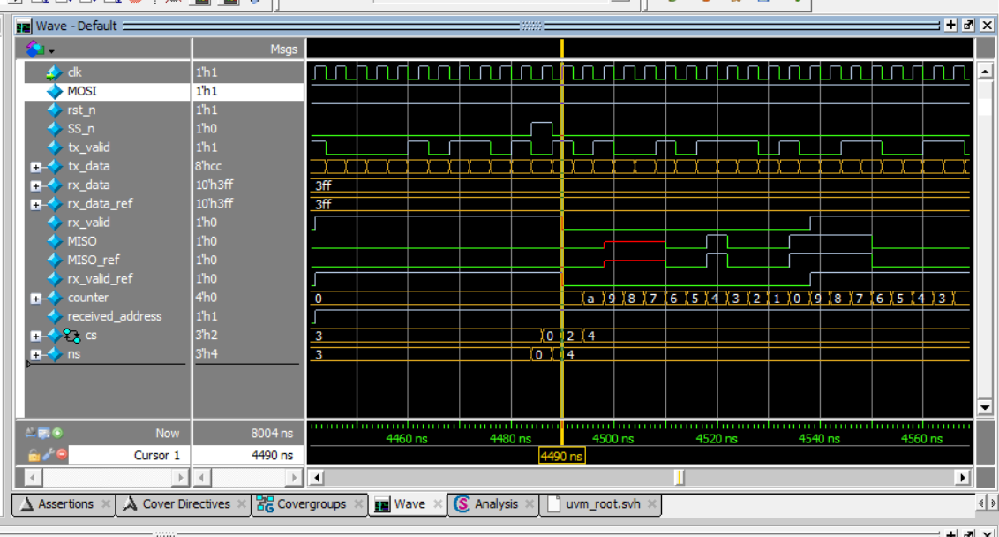 Wave - Default
Msgs
clk 1'h1
MOSI 1'h1
rst_n 1'h1
SS_n 1'h0
tx_valid 1'h1
tx_data 8'hcc
rx_data 10'h3ff 3ff
rx_data_ref 10'h3ff 3ff
rx_valid 1'h0
MISO 1'h0
MISO_ref 1'h0
rx_valid_ref 1'h0
counter 4'h0 0 a 9 8 7 6 5 4 3 2 1 0 9 8 7 6 5 4 3
received_address 1'h1
cs 3'h2 3 0 2 4
ns 3'h4 3 0 4
Now 8004 ns 4460 ns 4480 ns 4500 ns 4520 ns 4540 ns 4560 ns
Cursor 1 4490 ns 4490 ns
Assertions Cover Directives Covergroups Wave Analysis uvm_root.svh